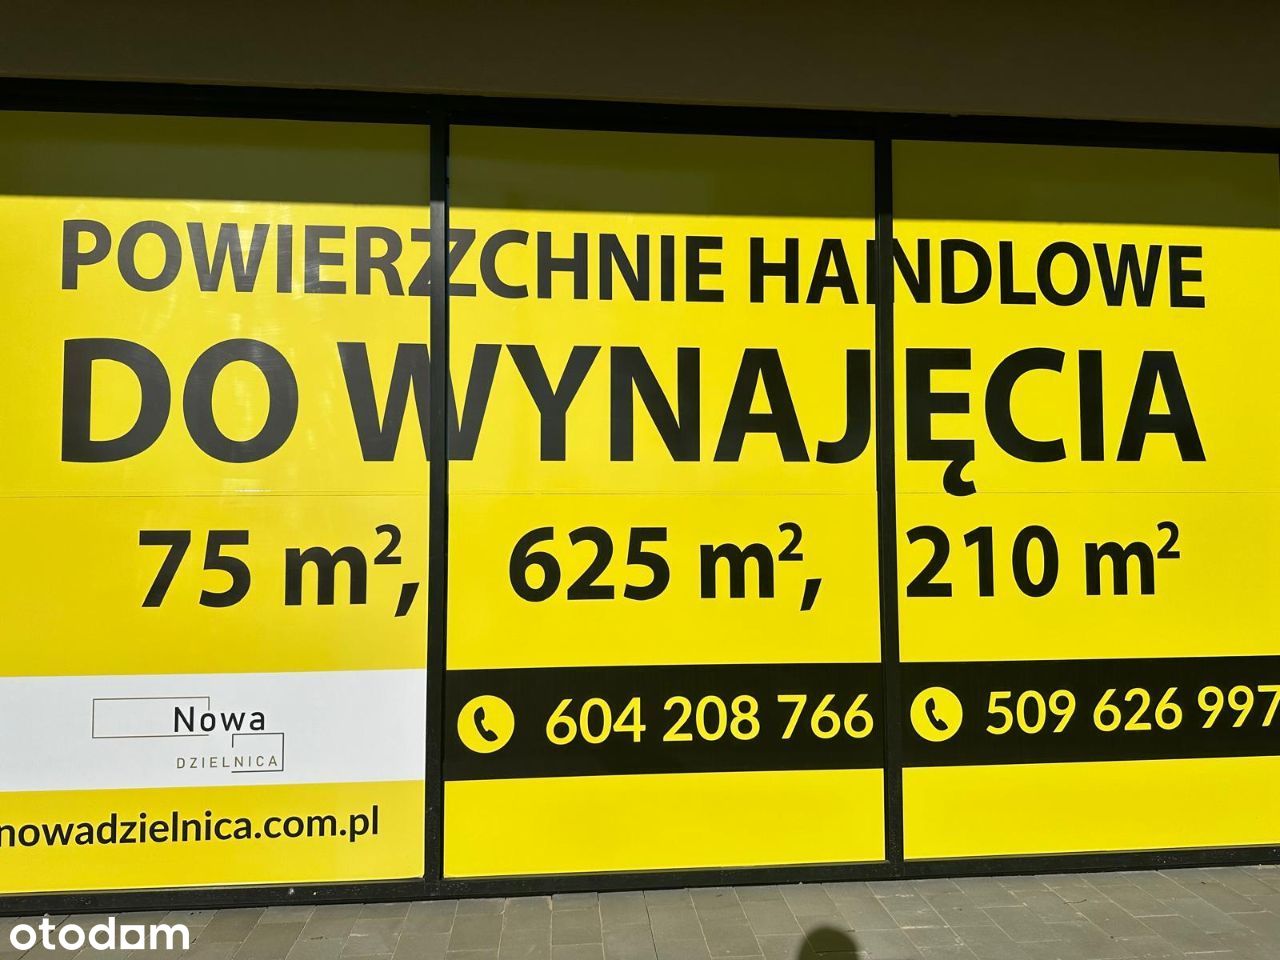 POWIERZCHNIE HANDLOWE
DO WYNAJĘCIA
75 m², 625 m², 210 m²
Nowa
DZIELNICA
604 208 766 509 626 997
nowadzielnica.com.pl
otodom